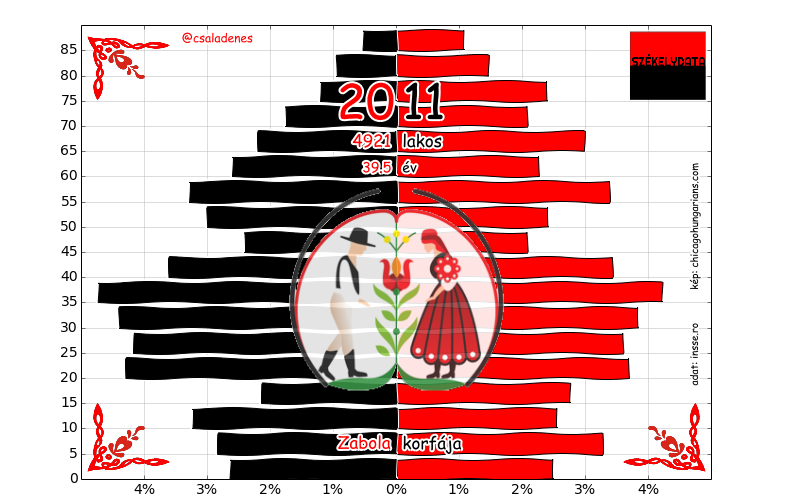 @csaladenes
SZÉKELYDATA
2011
4921 lakos
39.5 év
kép: chicagohungarians.com
adat: insse.ro
Zabola korfája
85
80
75
70
65
60
55
50
45
40
35
30
25
20
15
10
5
0
4% 3% 2% 1% 0% 1% 2% 3% 4%